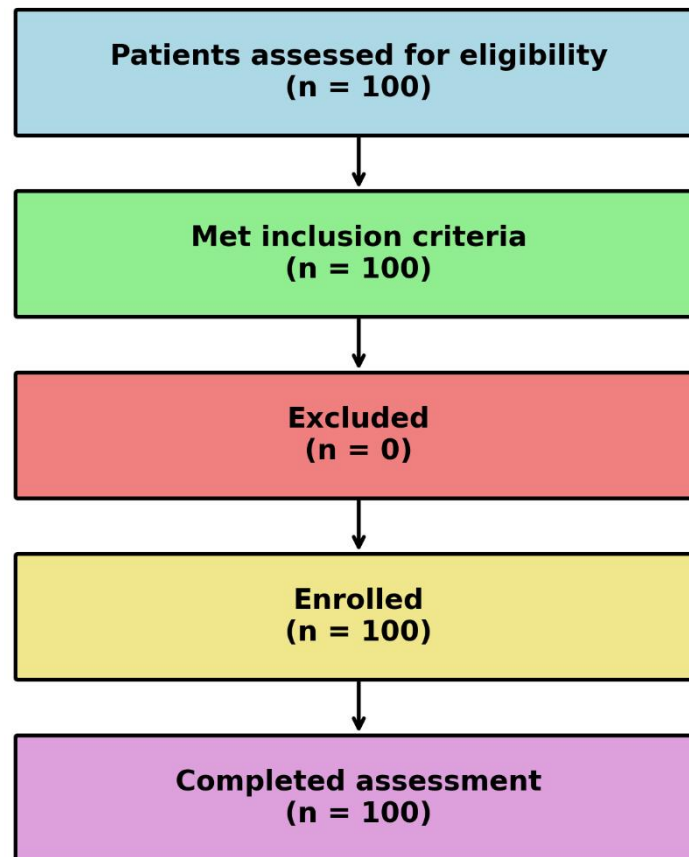 Patients assessed for eligibility
(n = 100)
Met inclusion criteria
(n = 100)
Excluded
(n = 0)
Enrolled
(n = 100)
Completed assessment
(n = 100)